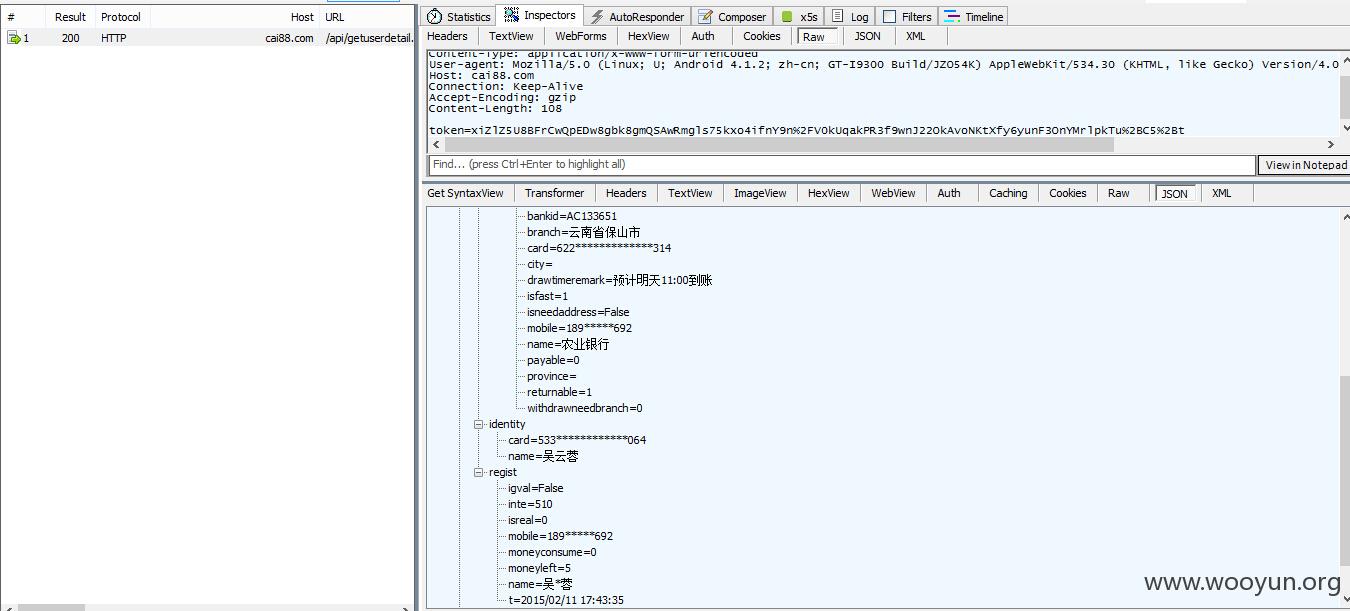 # Result Protocol Host URL
1 200 HTTP cai88.com /api/getuserdetail.
Statistics Inspectors AutoResponder Composer x5s Log Filters Timeline
Headers TextView WebForms HexView Auth Cookies Raw JSON XML
Content-Type: application/x-www-form-urlencoded
User-agent: Mozilla/5.0 (Linux; U; Android 4.1.2; zh-cn; GT-I9300 Build/JZO54K) AppleWebKit/534.30 (KHTML, like Gecko) Version/4.0
Host: cai88.com
Connection: Keep-Alive
Accept-Encoding: gzip
Content-Length: 108
token=xiZlZ5U8BFrCwQpEDw8gbk8gmQSAwRmgls75kxo4ifnY9n%2FV0kUqakPR3f9wnJ22OkAvoNKtXfy6yunF3OnYMrlpkTu%2BC5%2Bt
Find... (press Ctrl+Enter to highlight all) View in Notepad
Get SyntaxView Transformer Headers TextView ImageView HexView WebView Auth Caching Cookies Raw JSON XML
bankid=AC133651
branch=云南省保山市
card=622*************314
city=
drawtimeremark=预计明天11:00到账
isfast=1
isneedaddress=False
mobile=189*****692
name=农业银行
payable=0
province=
returnable=1
withdrawneedbranch=0
identity
card=533************064
name=吴云蓉
regist
igval=False
inte=510
isreal=0
mobile=189*****692
moneyconsume=0
moneyleft=5
name=吴*蓉
t=2015/02/11 17:43:35
www.wooyun.org